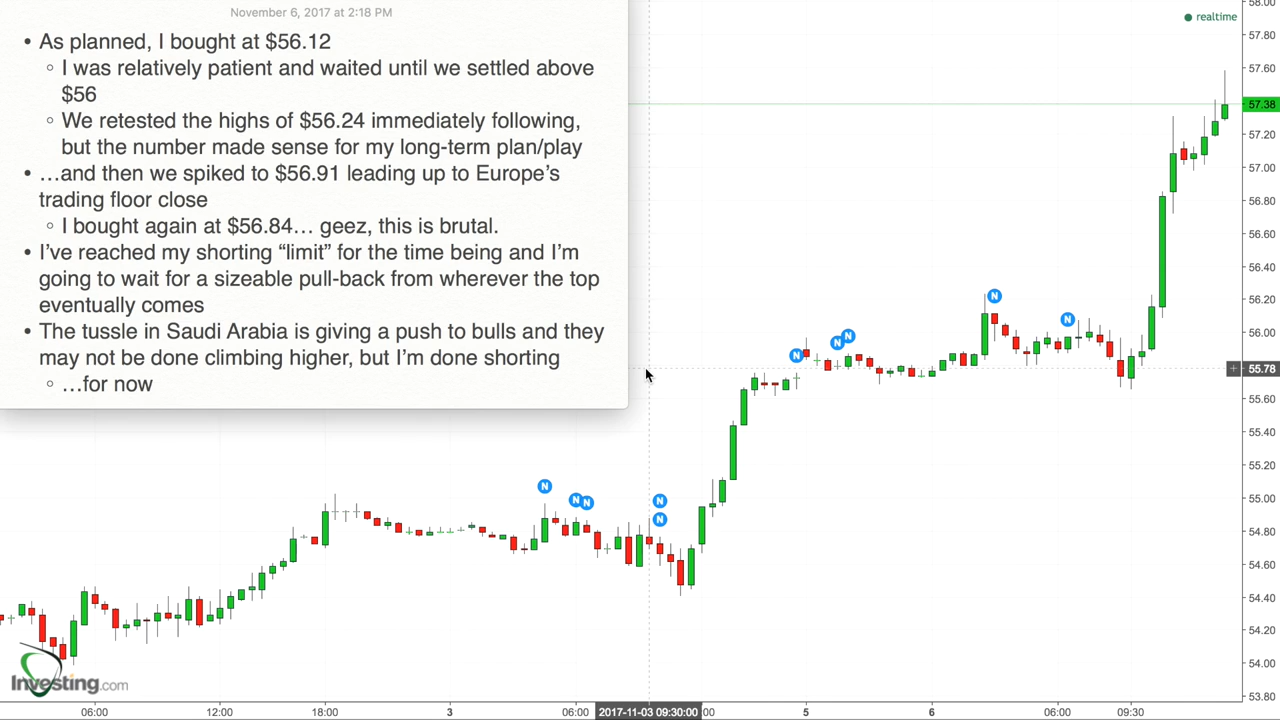 November 6, 2017 at 2:18 PM
• As planned, I bought at $56.12
◦ I was relatively patient and waited until we settled above
$56
◦ We retested the highs of $56.24 immediately following,
but the number made sense for my long-term plan/play
• …and then we spiked to $56.91 leading up to Europe’s
trading floor close
◦ I bought again at $56.84… geez, this is brutal.
• I’ve reached my shorting “limit” for the time being and I’m
going to wait for a sizeable pull-back from wherever the top
eventually comes
• The tussle in Saudi Arabia is giving a push to bulls and they
may not be done climbing higher, but I’m done shorting
◦ …for now
realtime
58.00
57.80
57.60
57.38
57.20
57.00
56.80
56.60
56.40
56.20
56.00
55.78
55.60
55.40
55.20
55.00
54.80
54.60
54.40
54.20
54.00
53.80
N
N
N
N
N
N
N
N
N
N
Investing.com
06:00 12:00 18:00 3 06:00 2017-11-03 09:30:00 :00 5 6 06:00 09:30